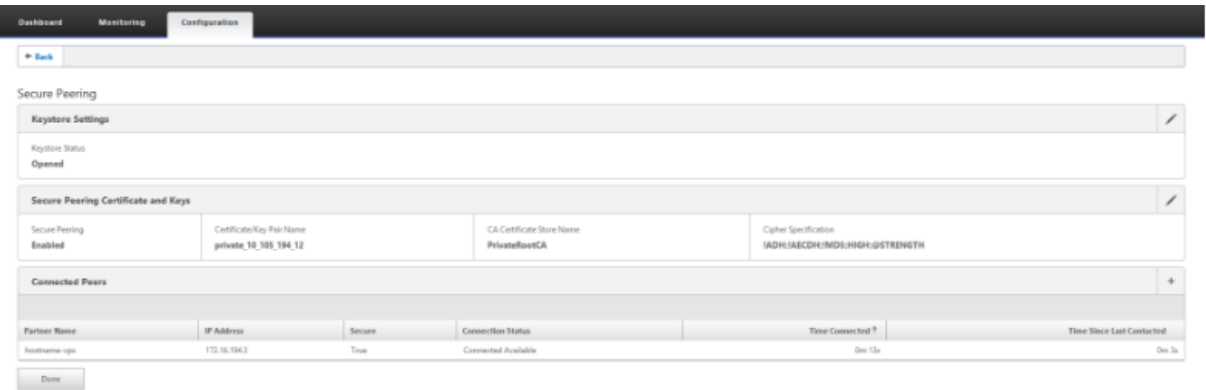 Dashboard Monitoring Configuration
← Back
Secure Peering
Keystore Settings
Keystore Status
Opened
Secure Peering Certificate and Keys
Secure Peering Certificate/Key Pair Name CA Certificate Store Name Cipher Specification
Enabled private_10_105_194_12 PrivateRootCA !ADH:!AECDH:!MD5:HIGH:@STRENGTH
Connected Peers +
Partner Name IP Address Secure Connection Status Time Connected ↑ Time Since Last Contacted
hostname-vpx 172.16.194.3 True Connected Available 0m 13s 0m 3s
Done